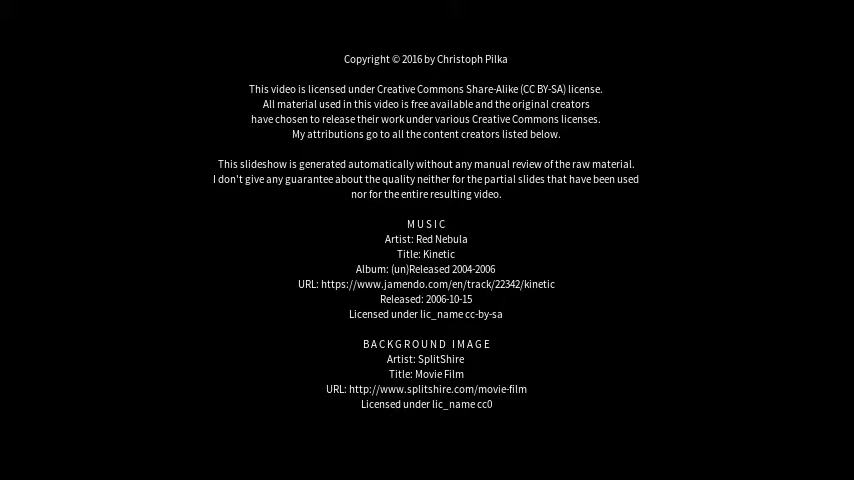 Copyright © 2016 by Christoph Pilka
This video is licensed under Creative Commons Share-Alike (CC BY-SA) license.
All material used in this video is free available and the original creators
have chosen to release their work under various Creative Commons licenses.
My attributions go to all the content creators listed below.
This slideshow is generated automatically without any manual review of the raw material.
I don't give any guarantee about the quality neither for the partial slides that have been used
nor for the entire resulting video.
MUSIC
Artist: Red Nebula
Title: Kinetic
Album: (un)Released 2004-2006
URL: https://www.jamendo.com/en/track/22342/kinetic
Released: 2006-10-15
Licensed under lic_name cc-by-sa
BACKGROUND IMAGE
Artist: SplitShire
Title: Movie Film
URL: http://www.splitshire.com/movie-film
Licensed under lic_name cc0